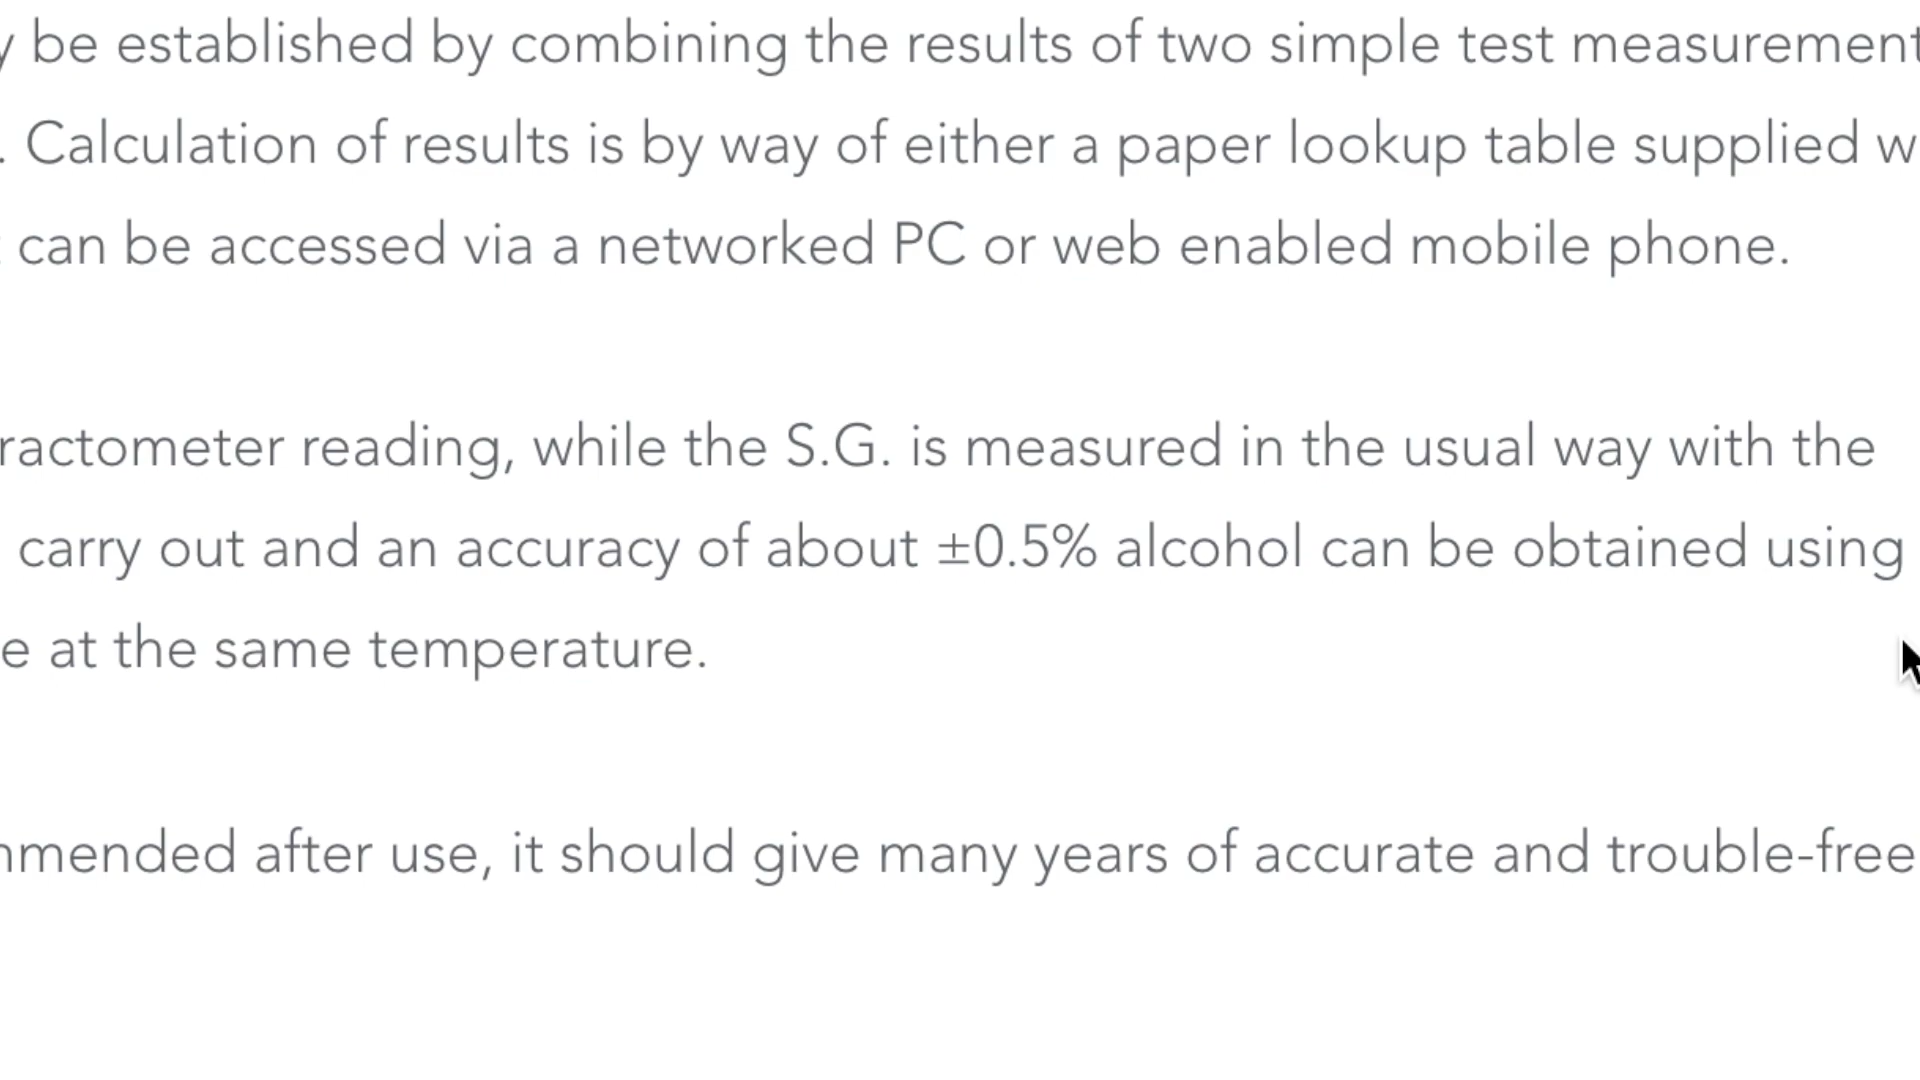 be established by combining the results of two simple test measurement
. Calculation of results is by way of either a paper lookup table supplied w
can be accessed via a networked PC or web enabled mobile phone.
ractometer reading, while the S.G. is measured in the usual way with the
carry out and an accuracy of about ±0.5% alcohol can be obtained using
e at the same temperature.
mmended after use, it should give many years of accurate and trouble-free